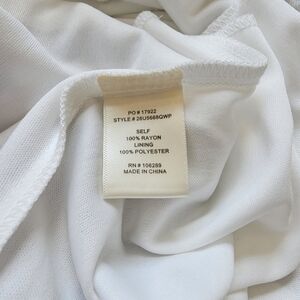 PO # 17922
STYLE # 26U5668QWP
SELF
100% RAYON
LINING
100% POLYESTER
RN # 106289
MADE IN CHINA